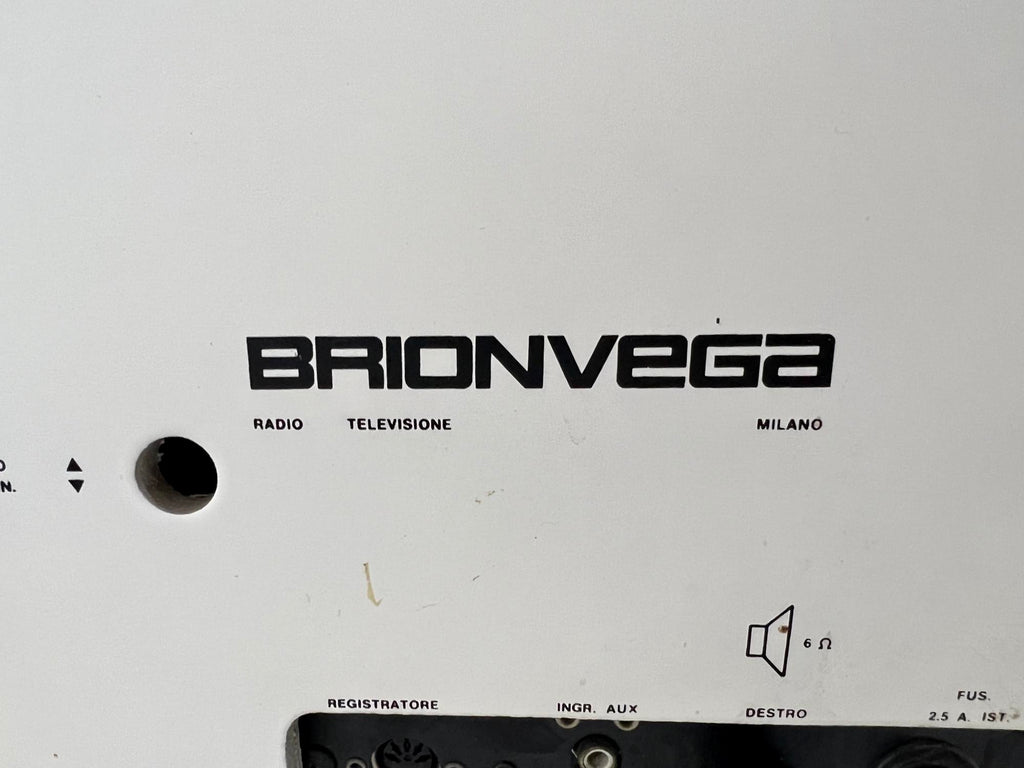 BRIONVEGA
RADIO TELEVISIONE MILANO
N.
6 Ω
REGISTRATORE INGR. AUX DESTRO FUS.
2.5 A. IST.